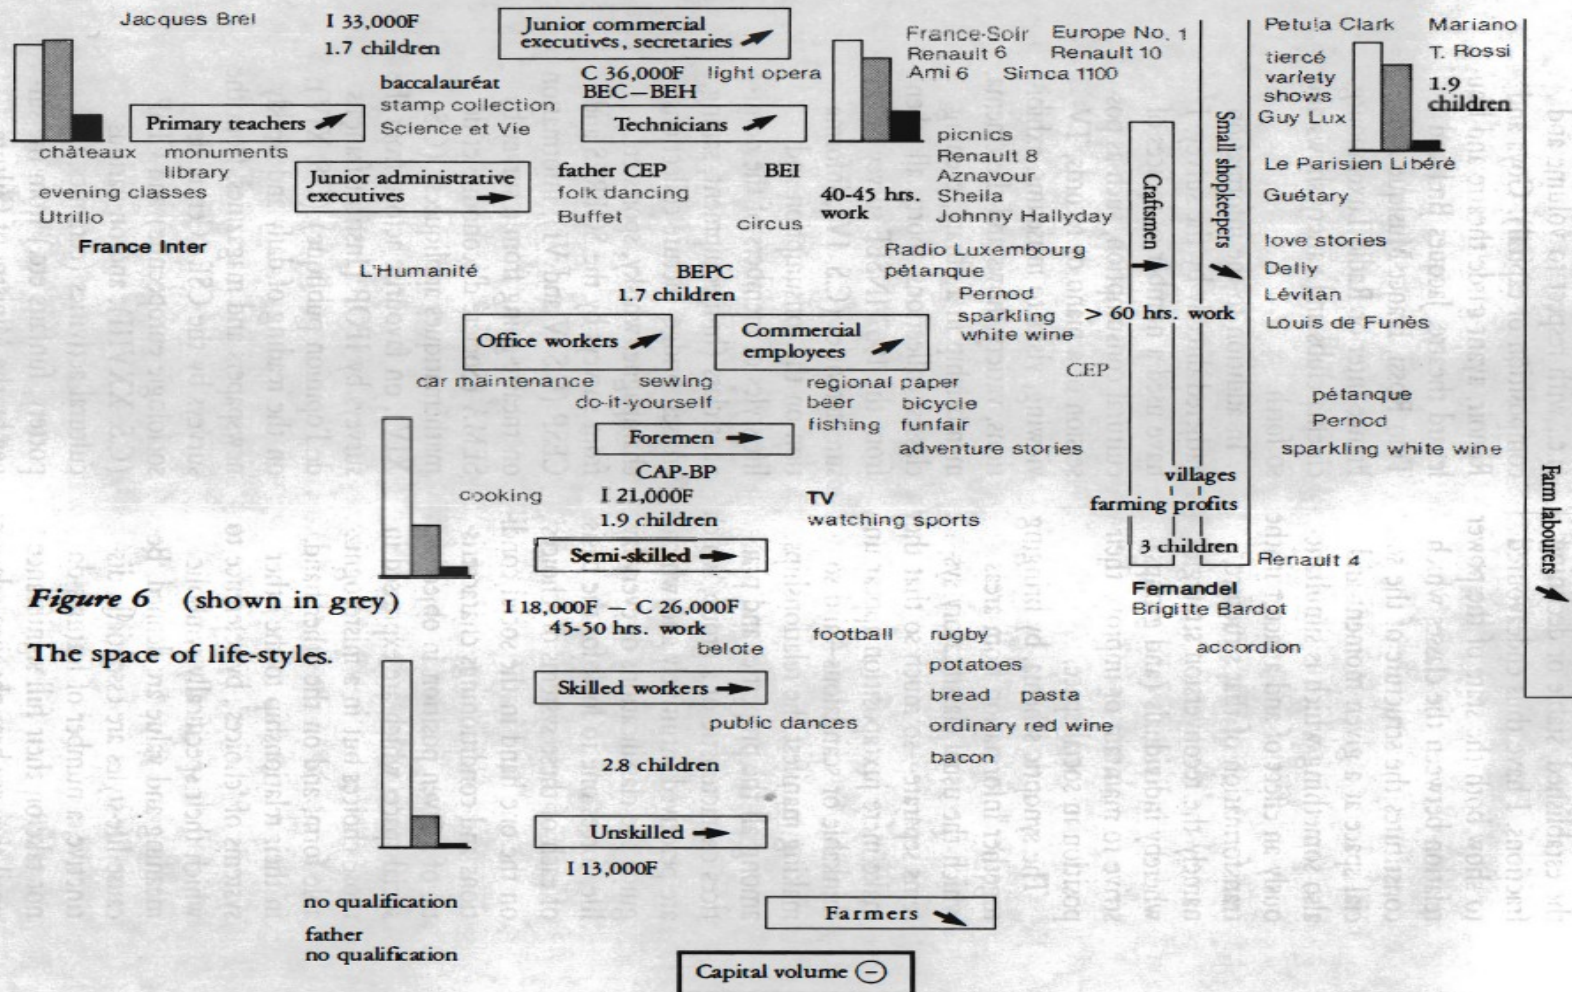 Jacques Brel
I 33,000F
1.7 children
Junior commercial
executives, secretaries
France-Soir Europe No. 1
Renault 6 Renault 10
Ami 6 Simca 1100
Petula Clark Mariano
T. Rossi
tiercé
variety
shows
Guy Lux
1.9
children
baccalauréat
stamp collection
Science et Vie
C 36,000F light opera
BEC—BEH
Primary teachers
Technicians
châteaux monuments
library
evening classes
Utrillo
Junior administrative
executives
father CEP BEI
folk dancing
Buffet
circus
40-45 hrs.
work
picnics
Renault 8
Aznavour
Sheila
Johnny Hallyday
Craftsmen
Small shopkeepers
Le Parisien Libéré
Guétary
love stories
Delly
Lévitan
Louis de Funès
France Inter
L'Humanité
BEPC
1.7 children
Radio Luxembourg
pétanque
Pernod
sparkling
white wine
> 60 hrs. work
Office workers
Commercial
employees
CEP
car maintenance sewing
do-it-yourself
regional paper
beer bicycle
fishing funfair
adventure stories
pétanque
Pernod
sparkling white wine
Foremen
CAP-BP
cooking
I 21,000F
1.9 children
TV
watching sports
villages
farming profits
3 children
Farm labourers
Semi-skilled
Renault 4
Fernandel
Brigitte Bardot
accordion
Figure 6 (shown in grey)
The space of life-styles.
I 18,000F — C 26,000F
45-50 hrs. work
belote
football rugby
potatoes
bread pasta
ordinary red wine
bacon
Skilled workers
public dances
2.8 children
Unskilled
I 13,000F
no qualification
father
no qualification
Farmers
Capital volume ⊖